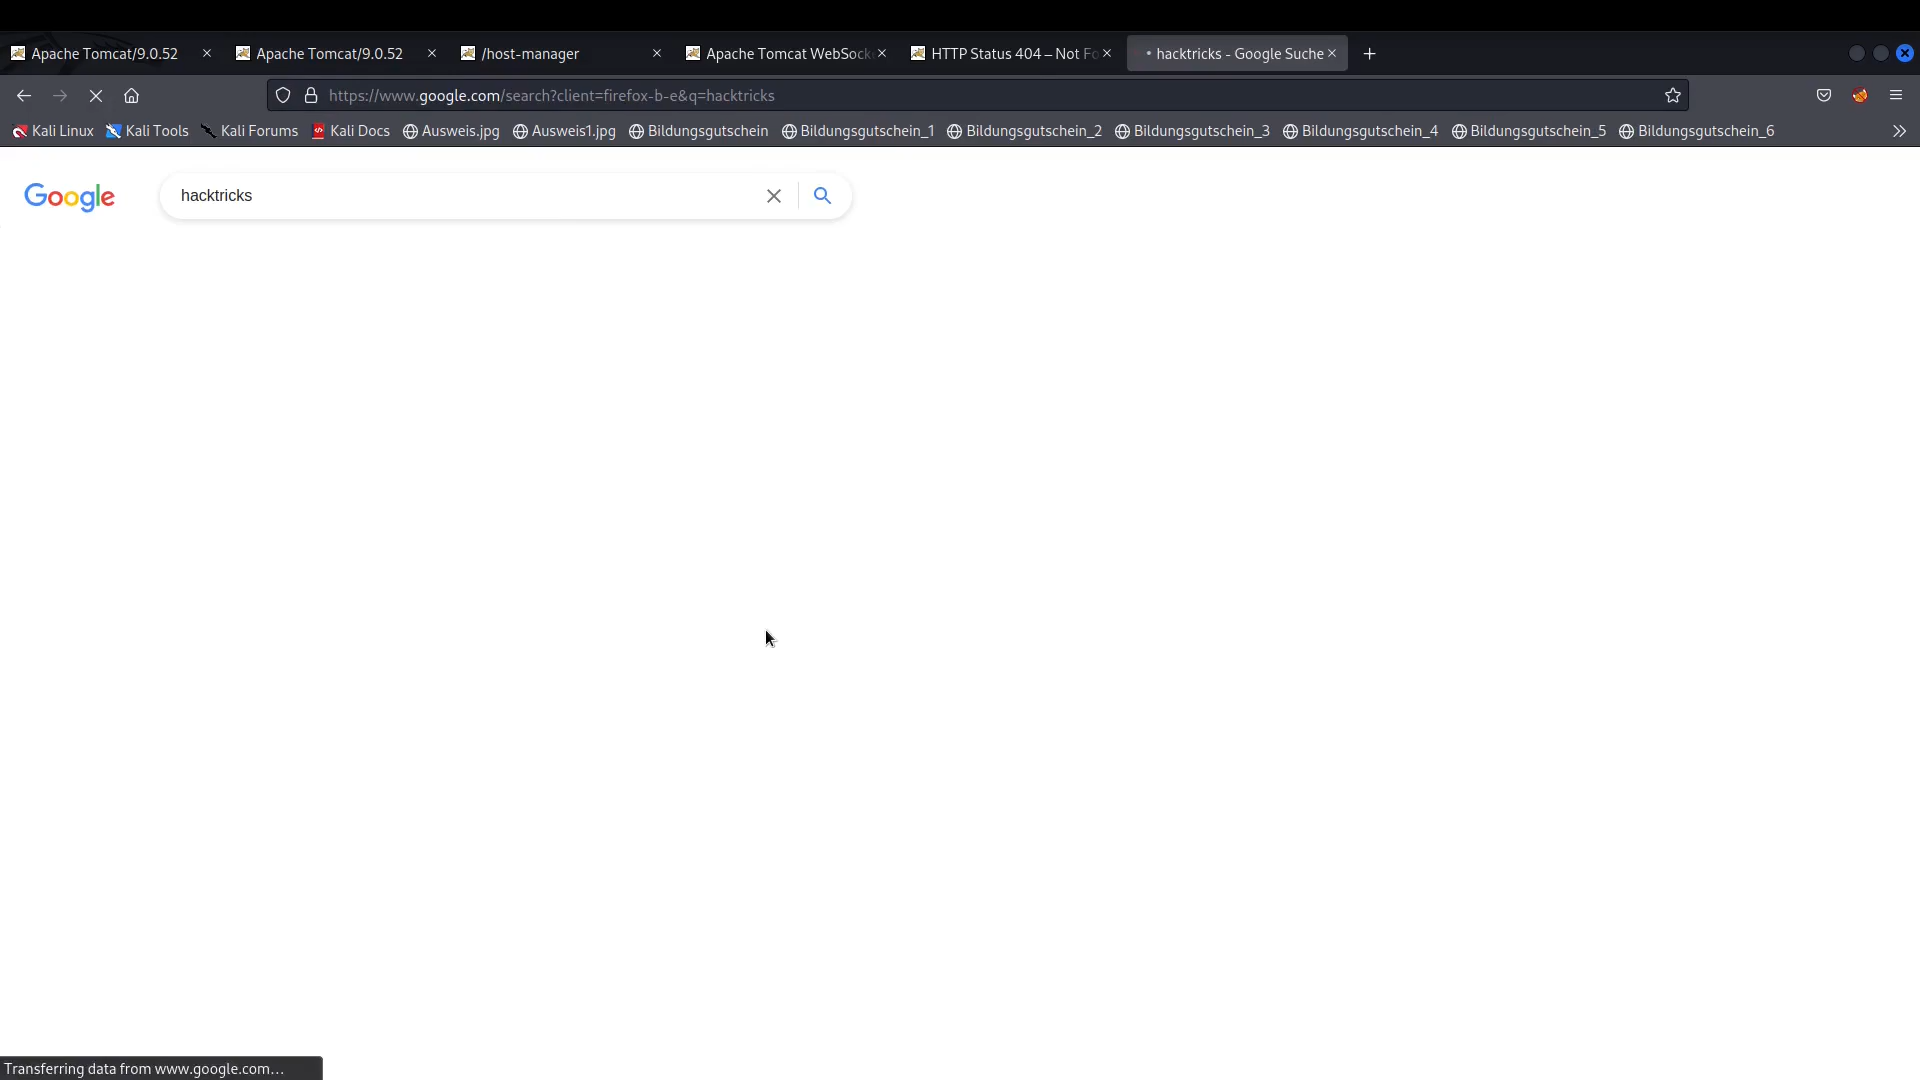 Apache Tomcat/9.0.52
Apache Tomcat/9.0.52
/host-manager
Apache Tomcat WebSock
HTTP Status 404 – Not Fo
hacktricks - Google Suche
https://www.google.com/search?client=firefox-b-e&q=hacktricks
Kali Linux
Kali Tools
Kali Forums
Kali Docs
Ausweis.jpg
Ausweis1.jpg
Bildungsgutschein
Bildungsgutschein_1
Bildungsgutschein_2
Bildungsgutschein_3
Bildungsgutschein_4
Bildungsgutschein_5
Bildungsgutschein_6
Google
hacktricks
Transferring data from www.google.com…